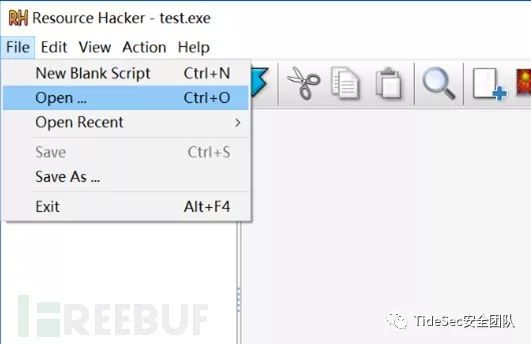 RH Resource Hacker - test.exe
File Edit View Action Help
New Blank Script Ctrl+N
Open ... Ctrl+O
Open Recent
Save Ctrl+S
Save As ...
Exit Alt+F4
FREEBUF
TideSec安全团队